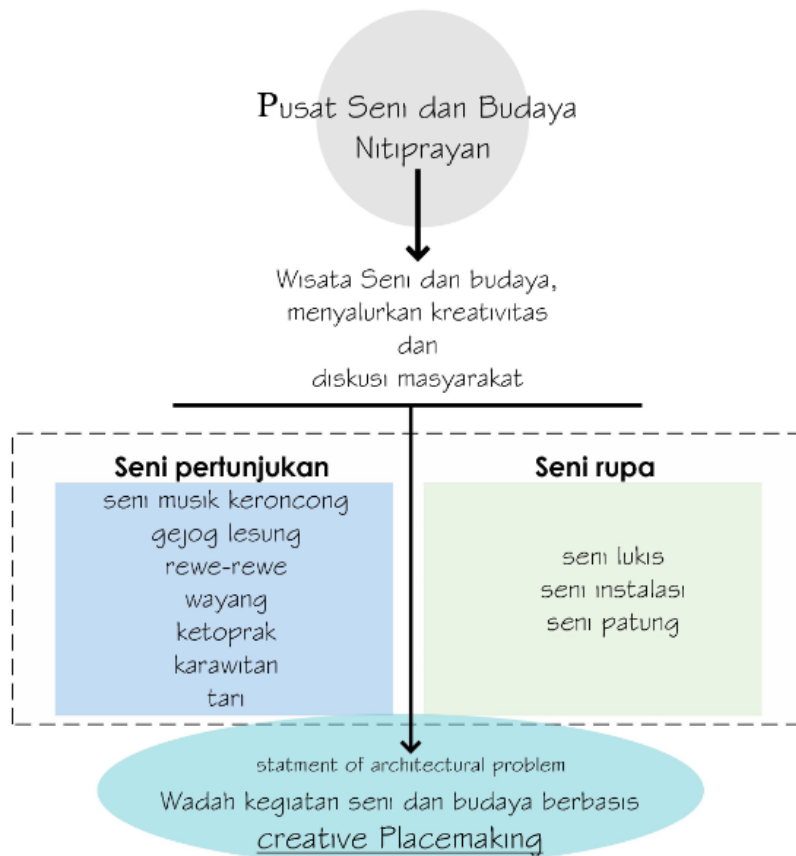 Pusat Seni dan Budaya
Nitiprayan
Wisata Seni dan budaya,
menyalurkan kreativitas
dan
diskusi masyarakat
Seni pertunjukan
seni musik keroncong
gejog lesung
rewe-rewe
wayang
ketoprak
karawitan
tari
Seni rupa
seni lukis
seni instalasi
seni patung
statment of architectural problem
Wadah kegiatan seni dan budaya berbasis
creative Placemaking